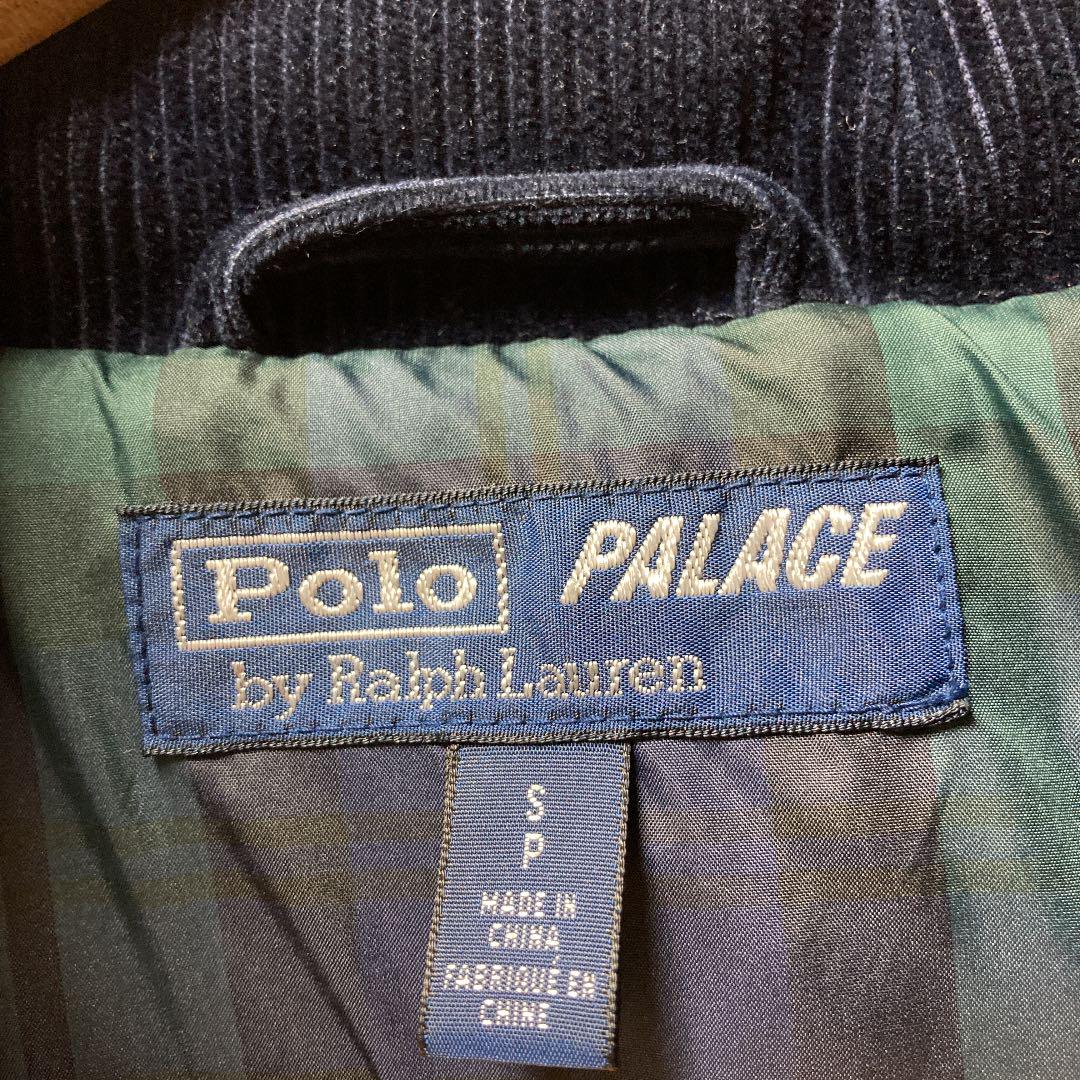 Polo PALACE
by Ralph Lauren
S
P
MADE IN
CHINA
FABRIQUÉ EN
CHINE